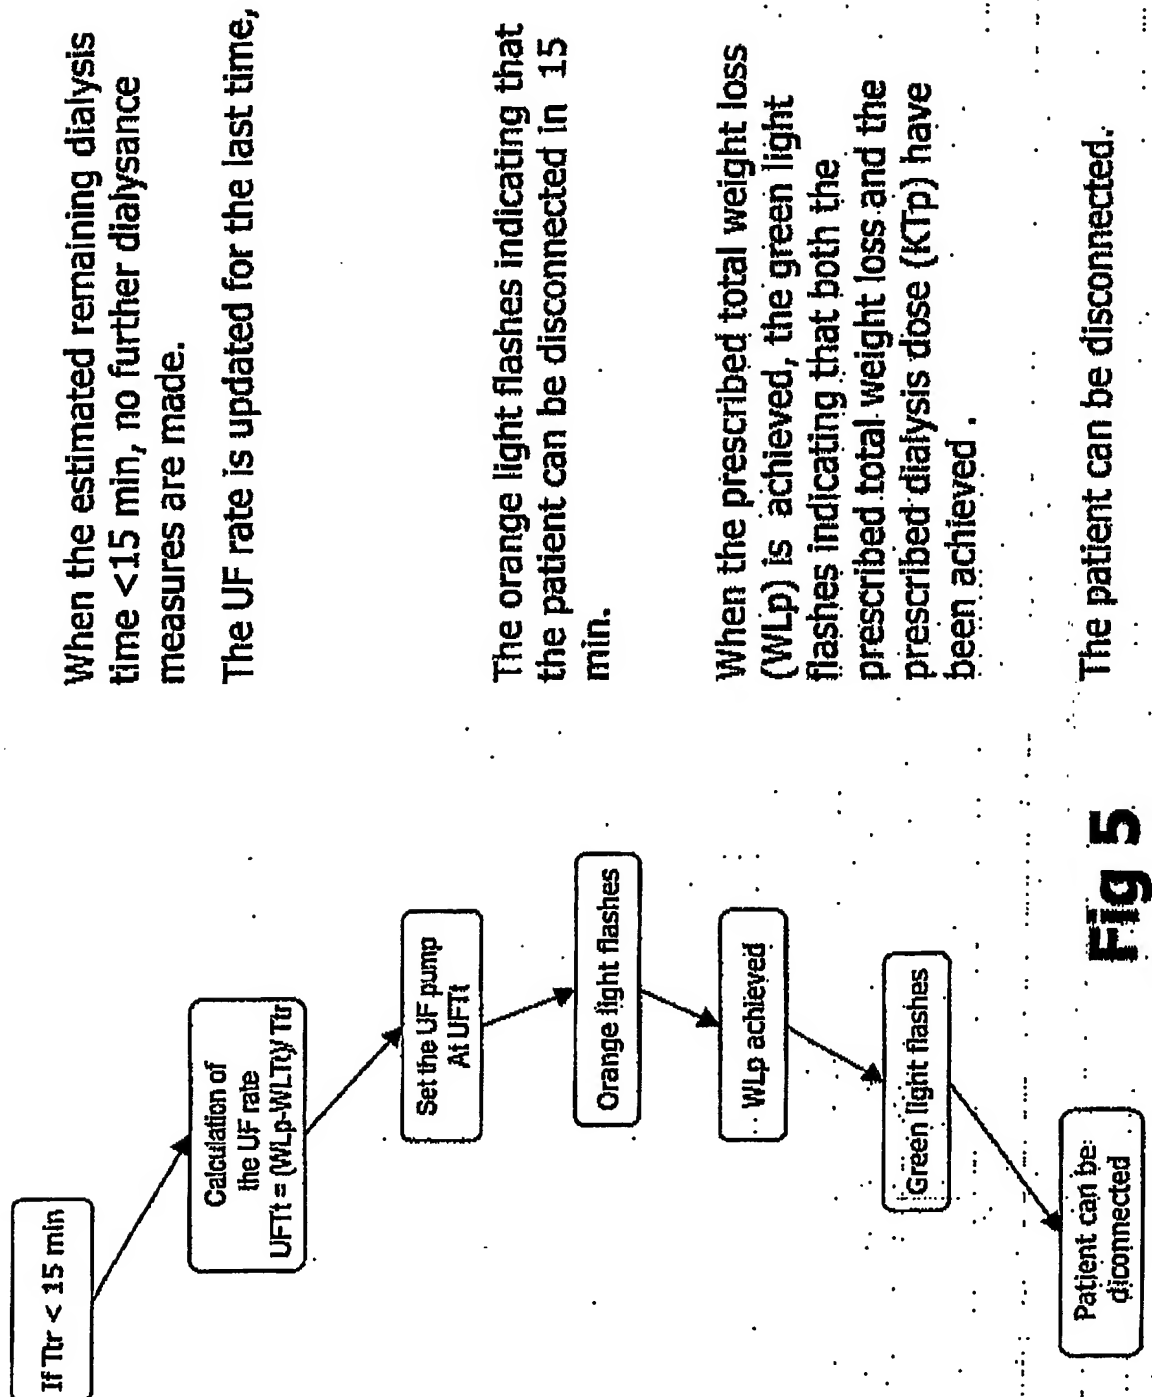 If Ttr < 15 min
Calculation of
the UF rate
UFTt = (WLp-WLTt)/ Ttr
Set the UF pump
At UFTt
Orange light flashes
WLp achieved
Green light flashes
Patient can be
diconnected
When the estimated remaining dialysis
time <15 min, no further dialysance
measures are made.
The UF rate is updated for the last time,
The orange light flashes indicating that
the patient can be disconnected in 15
min.
When the prescribed total weight loss
(WLp) is achieved, the green light
flashes indicating that both the
prescribed total weight loss and the
prescribed dialysis dose (KTp) have
been achieved.
The patient can be disconnected.
Fig 5